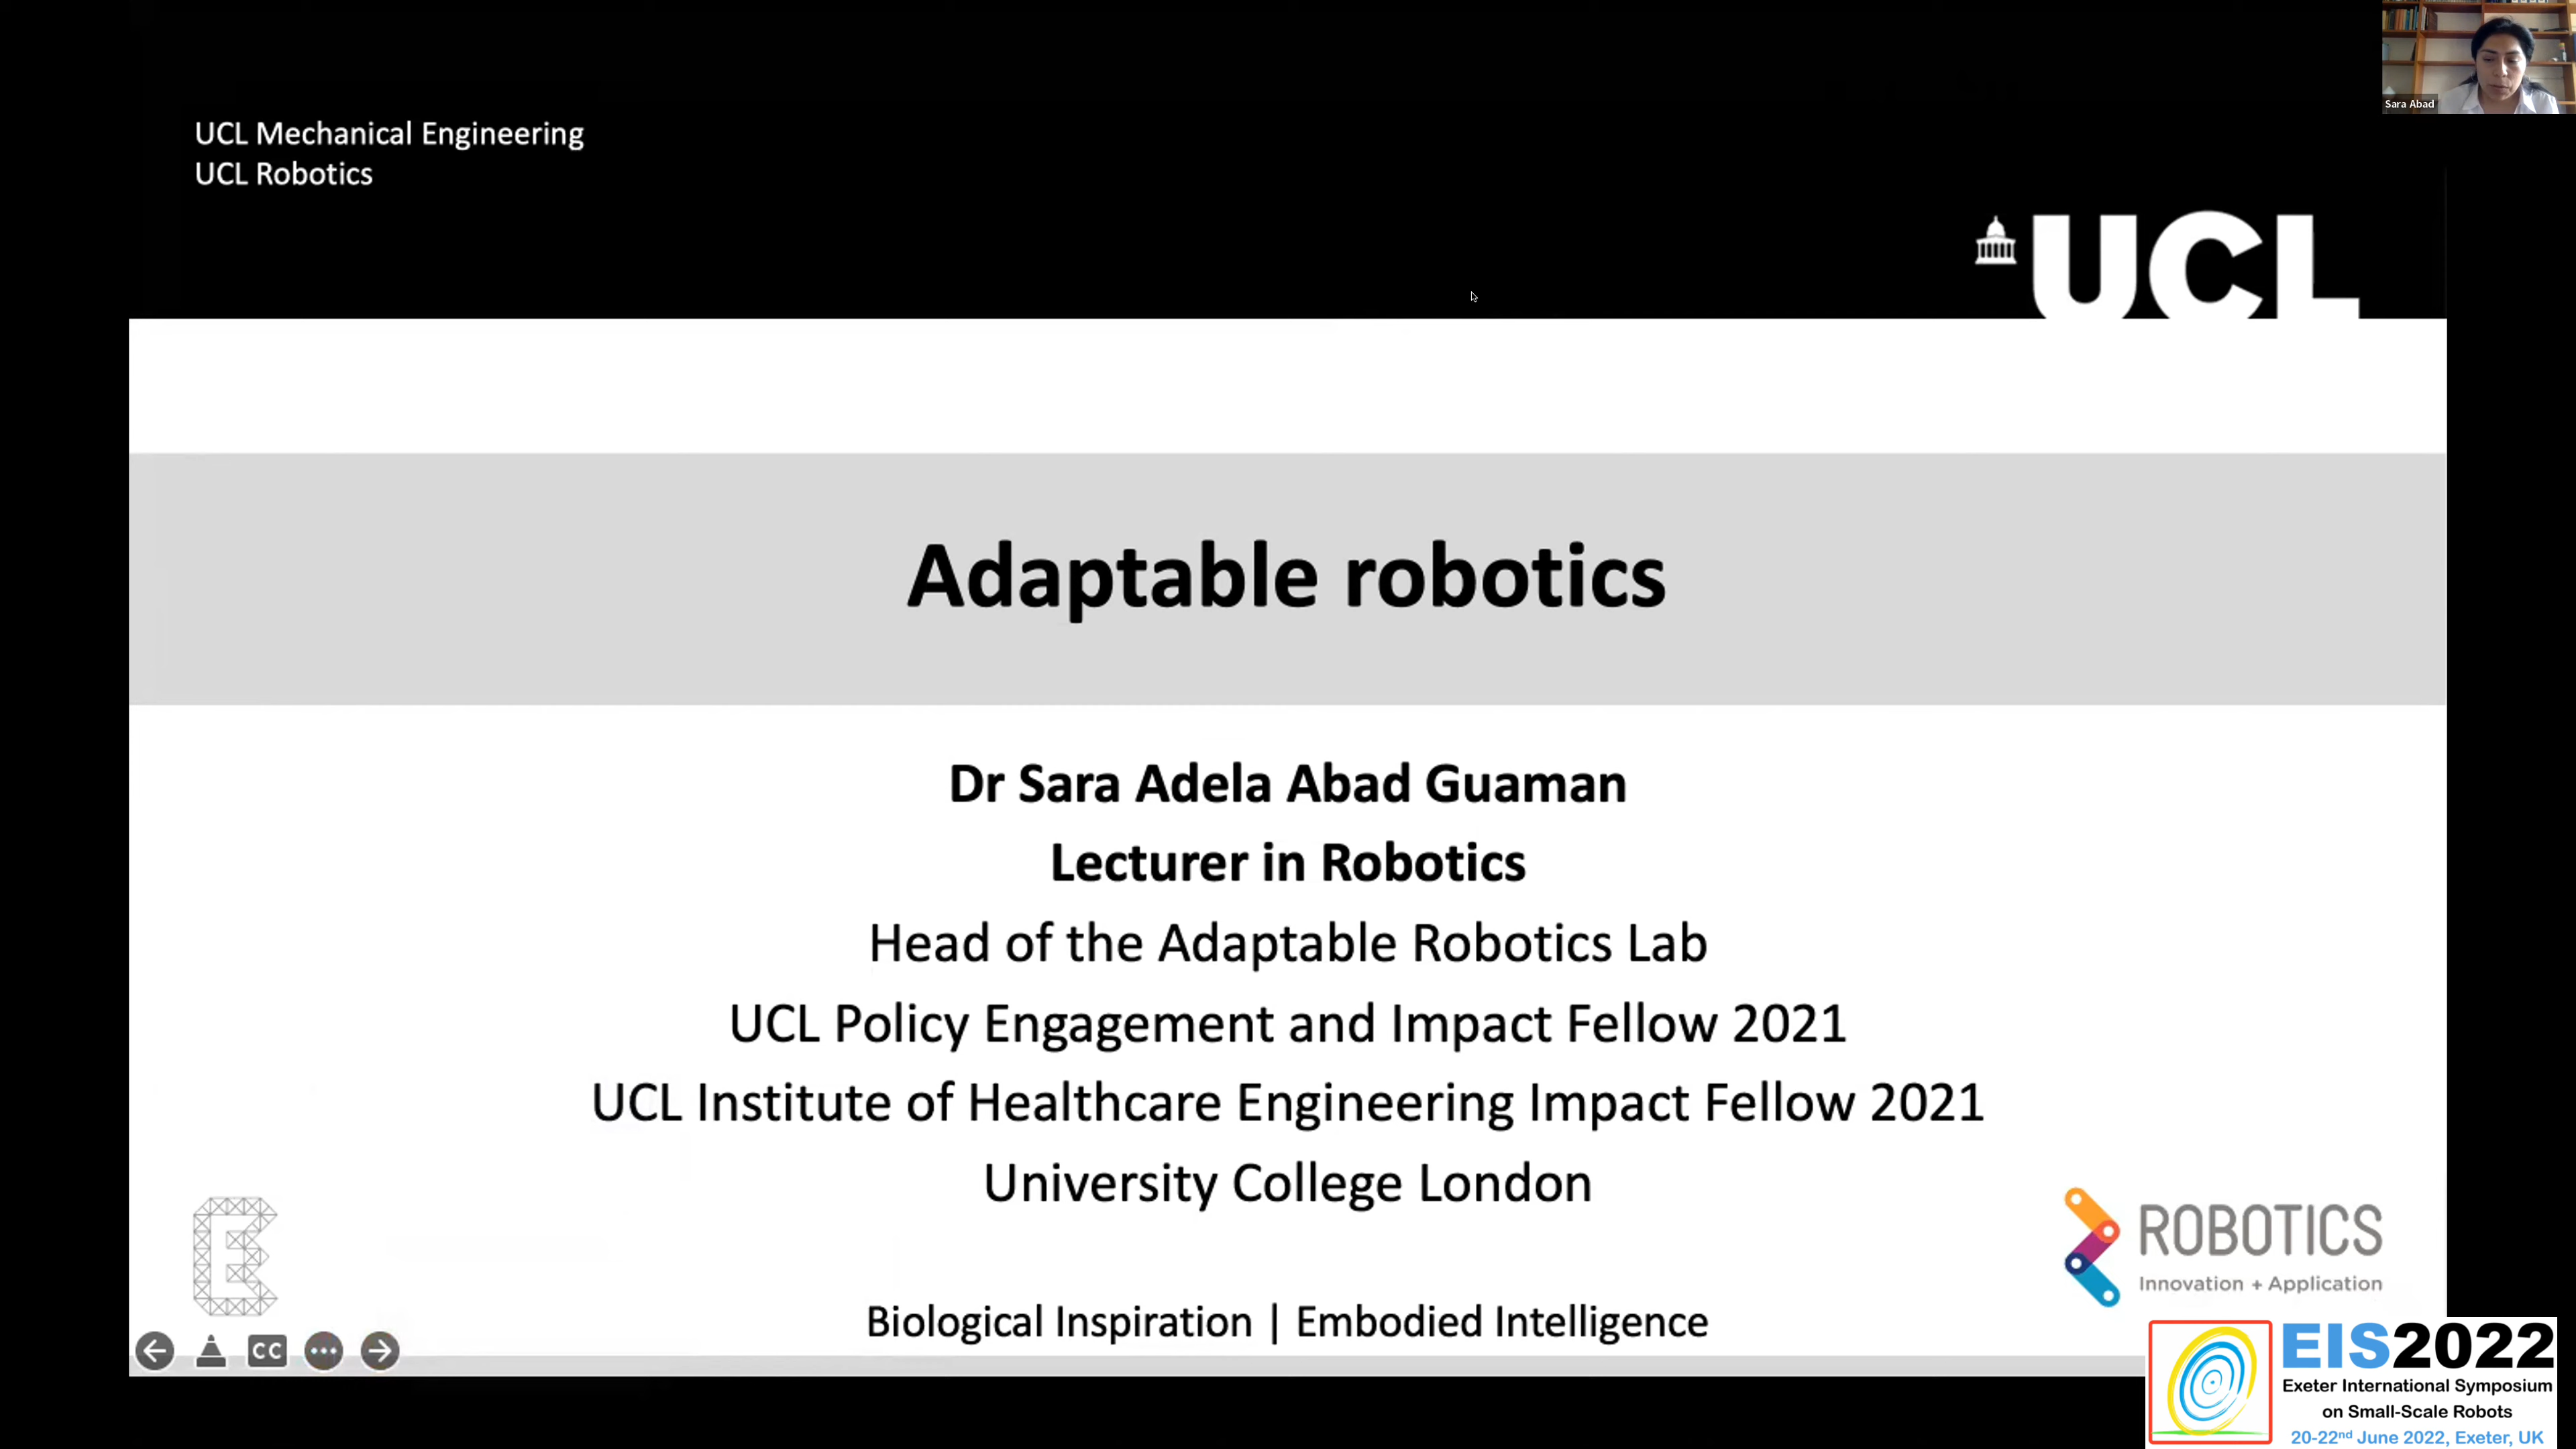 Sara Abad
UCL Mechanical Engineering
UCL Robotics
UCL
Adaptable robotics
Dr Sara Adela Abad Guaman
Lecturer in Robotics
Head of the Adaptable Robotics Lab
UCL Policy Engagement and Impact Fellow 2021
UCL Institute of Healthcare Engineering Impact Fellow 2021
University College London
Biological Inspiration | Embodied Intelligence
E
ROBOTICS
Innovation + Application
CC
EIS2022
Exeter International Symposium
on Small-Scale Robots
20-22nd June 2022, Exeter, UK